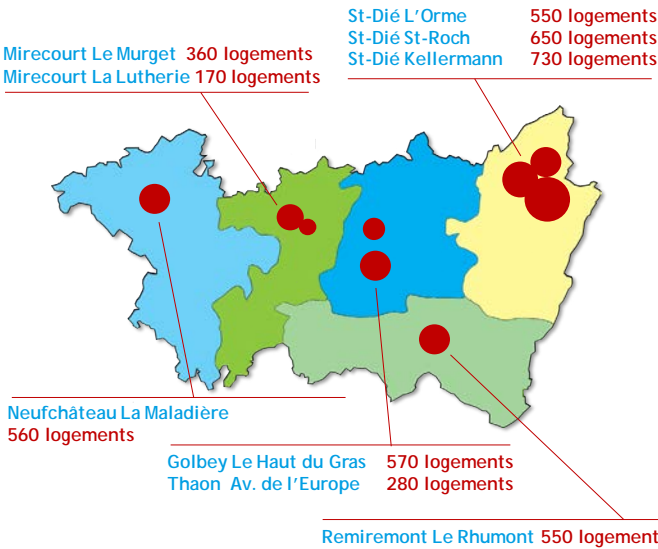 St-Dié L'Orme 550 logements
St-Dié St-Roch 650 logements
St-Dié Kellermann 730 logements
Mirecourt Le Murget 360 logements
Mirecourt La Lutherie 170 logements
Neufchâteau La Maladière
560 logements
Golbey Le Haut du Gras 570 logements
Thaon Av. de l'Europe 280 logements
Remiremont Le Rhumont 550 logement